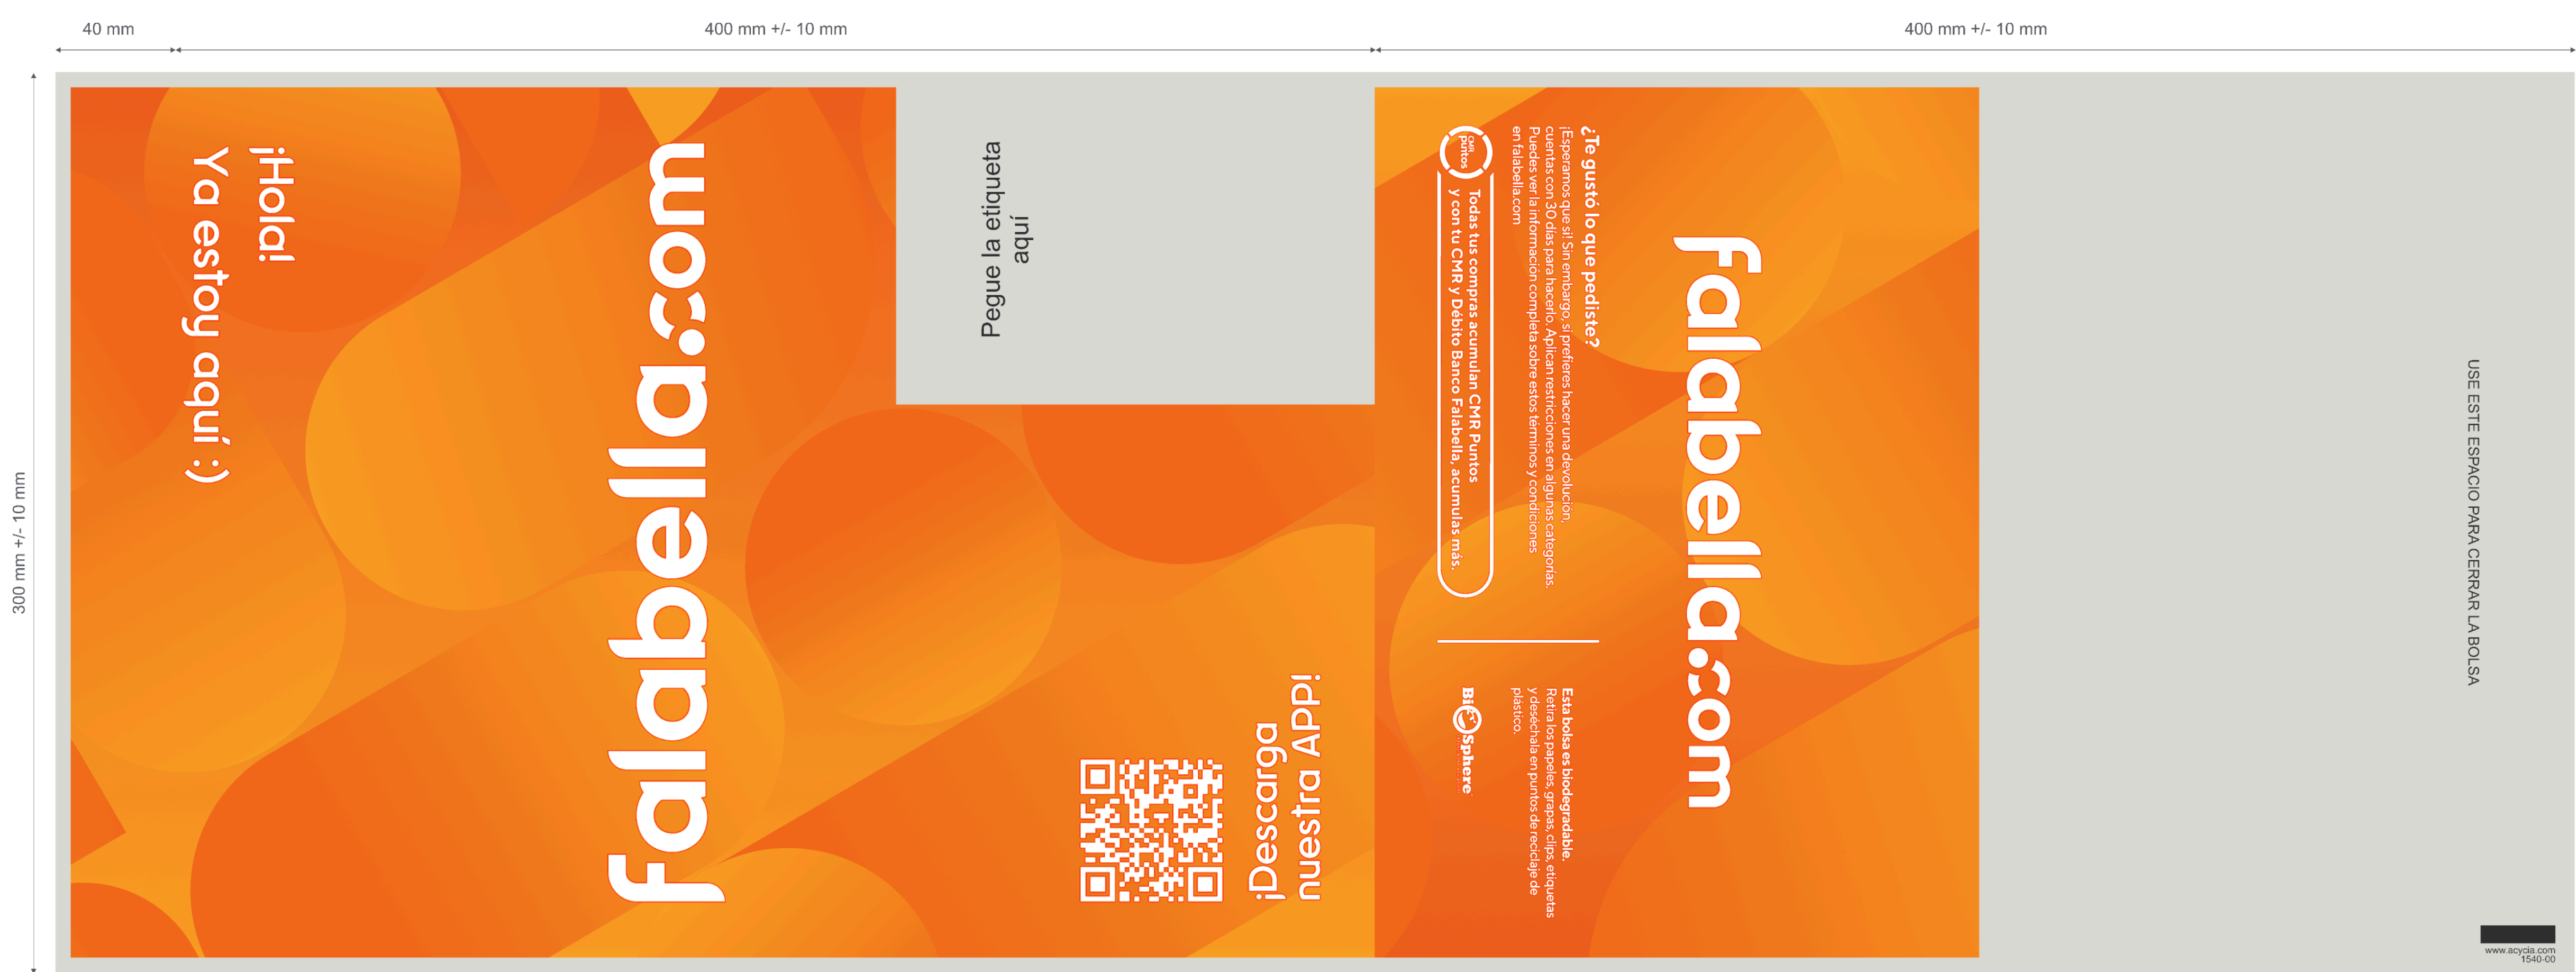 40 mm
400 mm +/- 10 mm
400 mm +/- 10 mm
300 mm +/- 10 mm
¡Hola!
Ya estoy aquí :)
falabella.com
Pegue la etiqueta
aquí
¡Descarga
nuestra APP!
¿Te gustó lo que pediste?
¡Esperamos que si! Sin embargo, si prefieres hacer una devolución,
cuentas con 30 días para hacerlo. Aplican restricciones en algunas categorías.
Puedes ver la información completa sobre estos términos y condiciones
en falabella.com
CMR
puntos
Todas tus compras acumulan CMR Puntos
y con tu CMR y Débito Banco Falabella, acumulas más.
Esta bolsa es biodegradable.
Retira los papeles, grapas, clips, etiquetas
y deséchala en puntos de reciclaje de
plástico.
BioSphere
falabella.com
USE ESTE ESPACIO PARA CERRAR LA BOLSA
www.acycia.com
1540-00